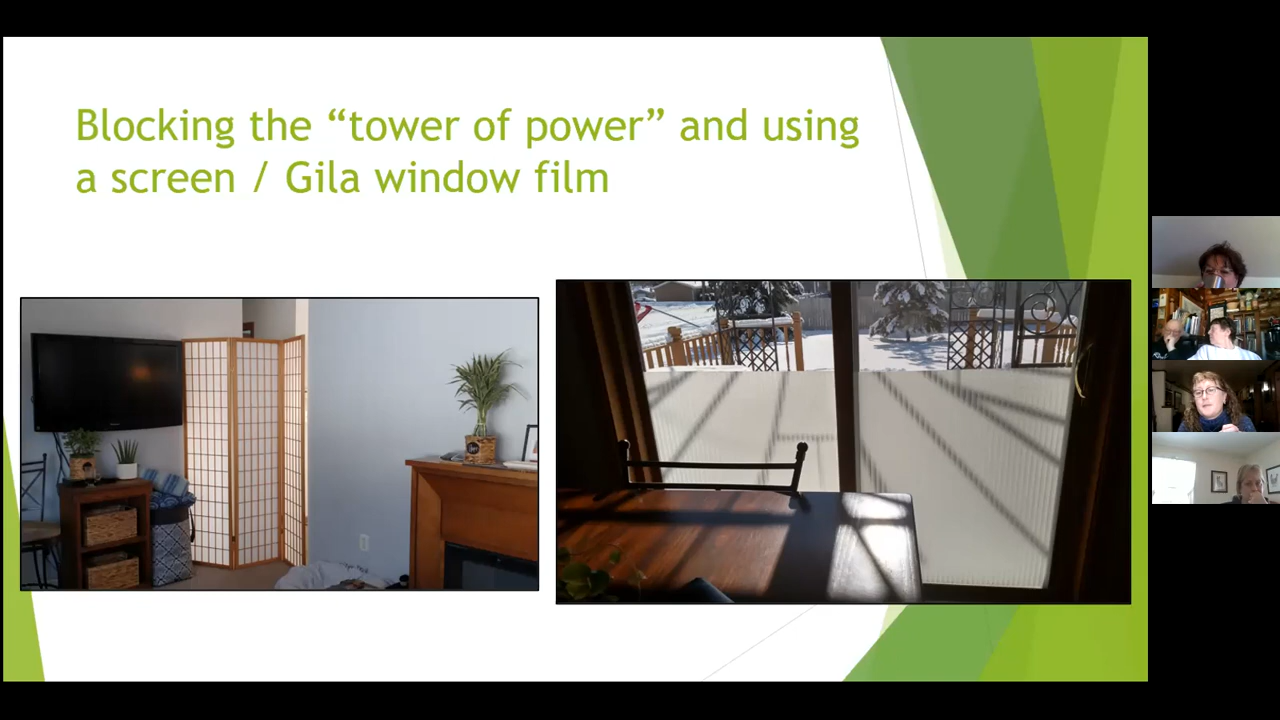 Blocking the “tower of power” and using
a screen / Gila window film